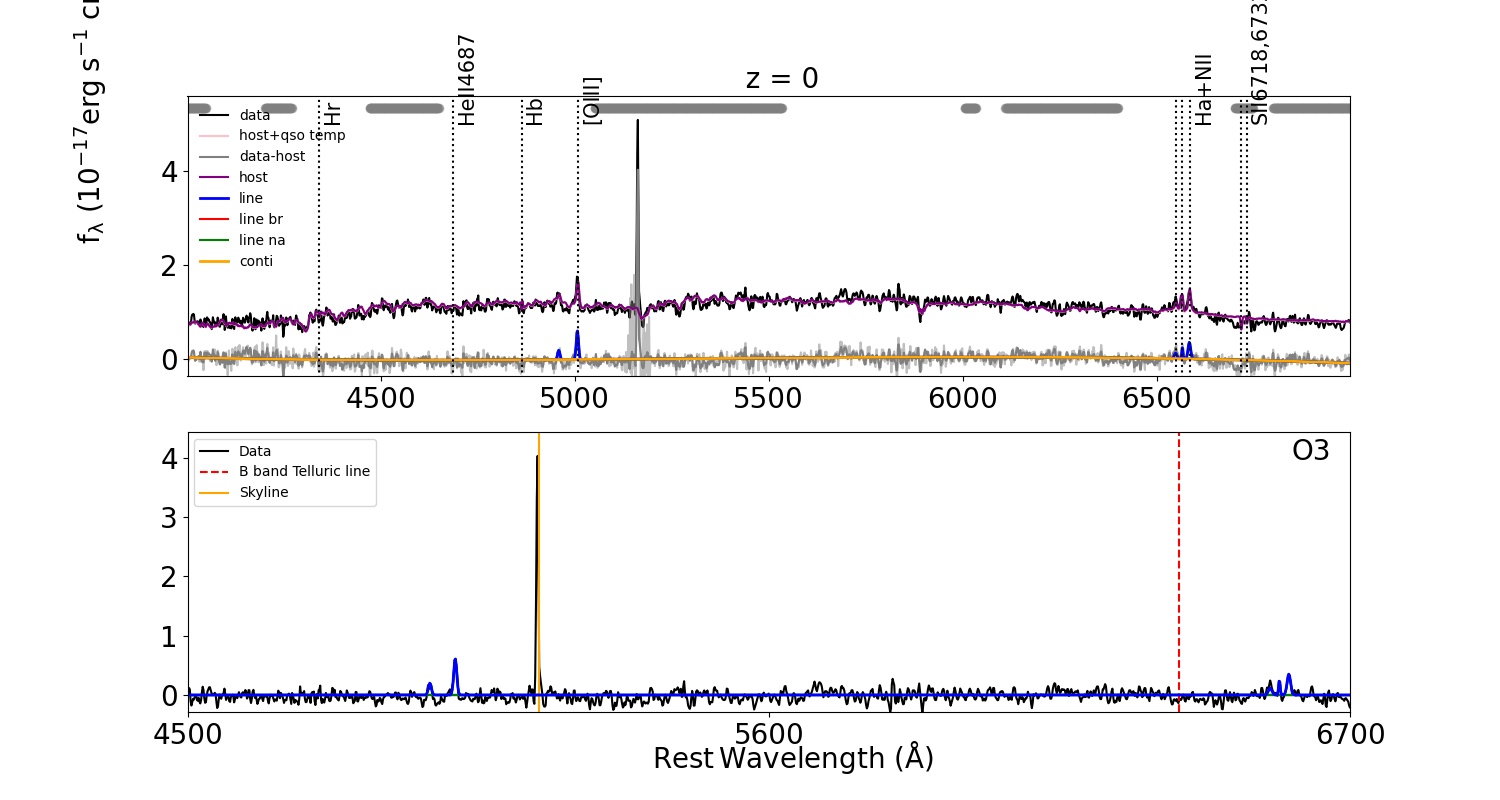 z = 0
fλ (10−17erg s−1 c
Hr
HeII4687
Hb
[OIII]
Ha+NII
SII6718,673
data
host+qso temp
data-host
host
line
line br
line na
conti
4
2
0
4500 5000 5500 6000 6500
O3
Data
B band Telluric line
Skyline
4
3
2
1
0
4500 5600 6700
Rest Wavelength (Å)